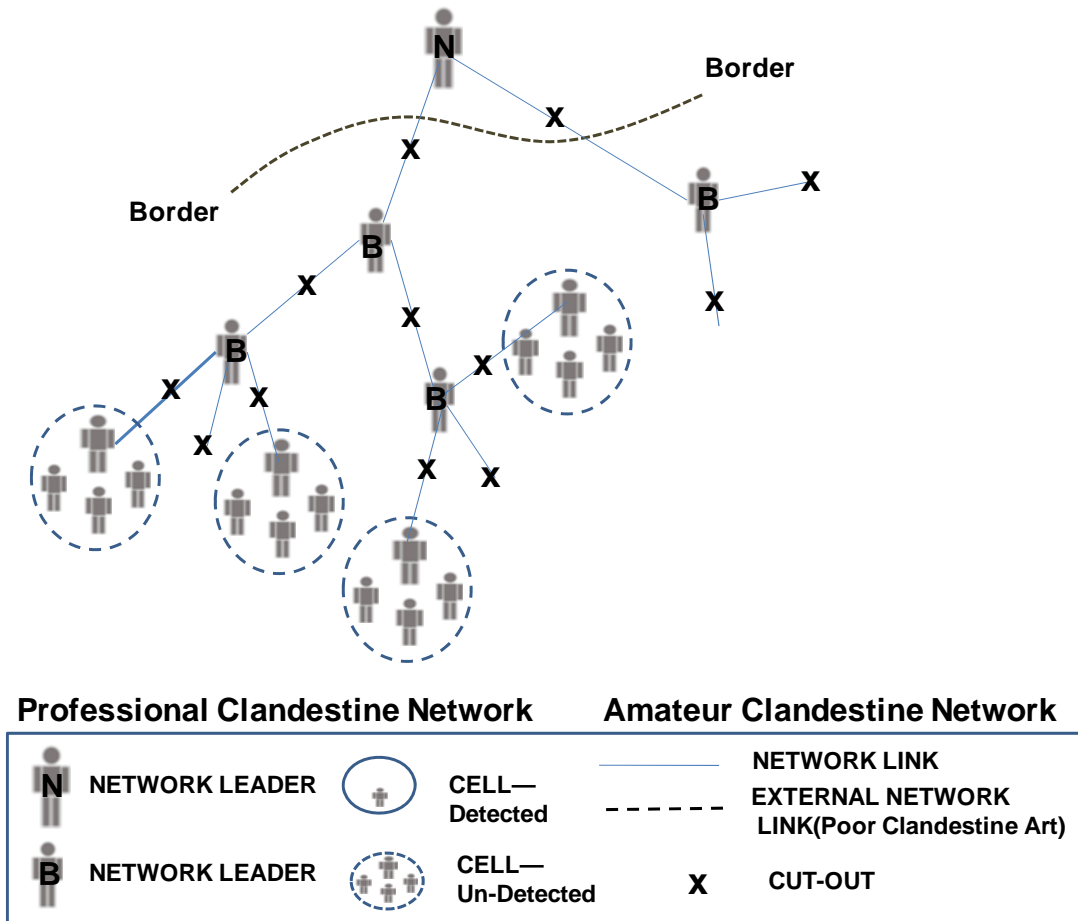 N
Border
X
X
Border
B
X
B
X
X
X
B
X
B
X
X
X
X
X
Professional Clandestine Network
Amateur Clandestine Network
N
NETWORK LEADER
CELL—
Detected
NETWORK LINK
EXTERNAL NETWORK
LINK(Poor Clandestine Art)
B
NETWORK LEADER
CELL—
Un-Detected
X
CUT-OUT